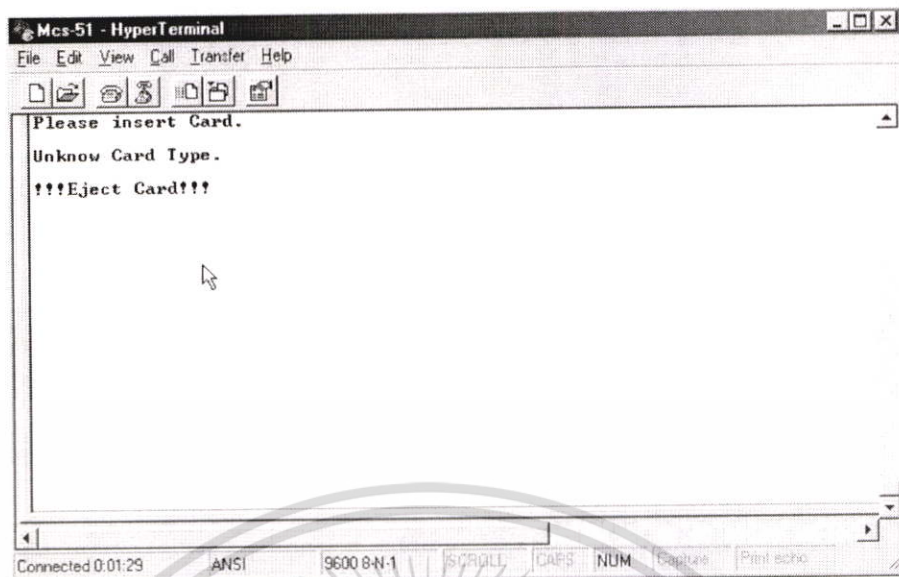 Mcs-51 - HyperTerminal
File Edit View Call Transfer Help
Please insert Card.
Unknow Card Type.
!!!Eject Card!!!
Connected 0:01:29 ANSI 9600 8-N-1 SCROLL CAPS NUM Capture Print echo